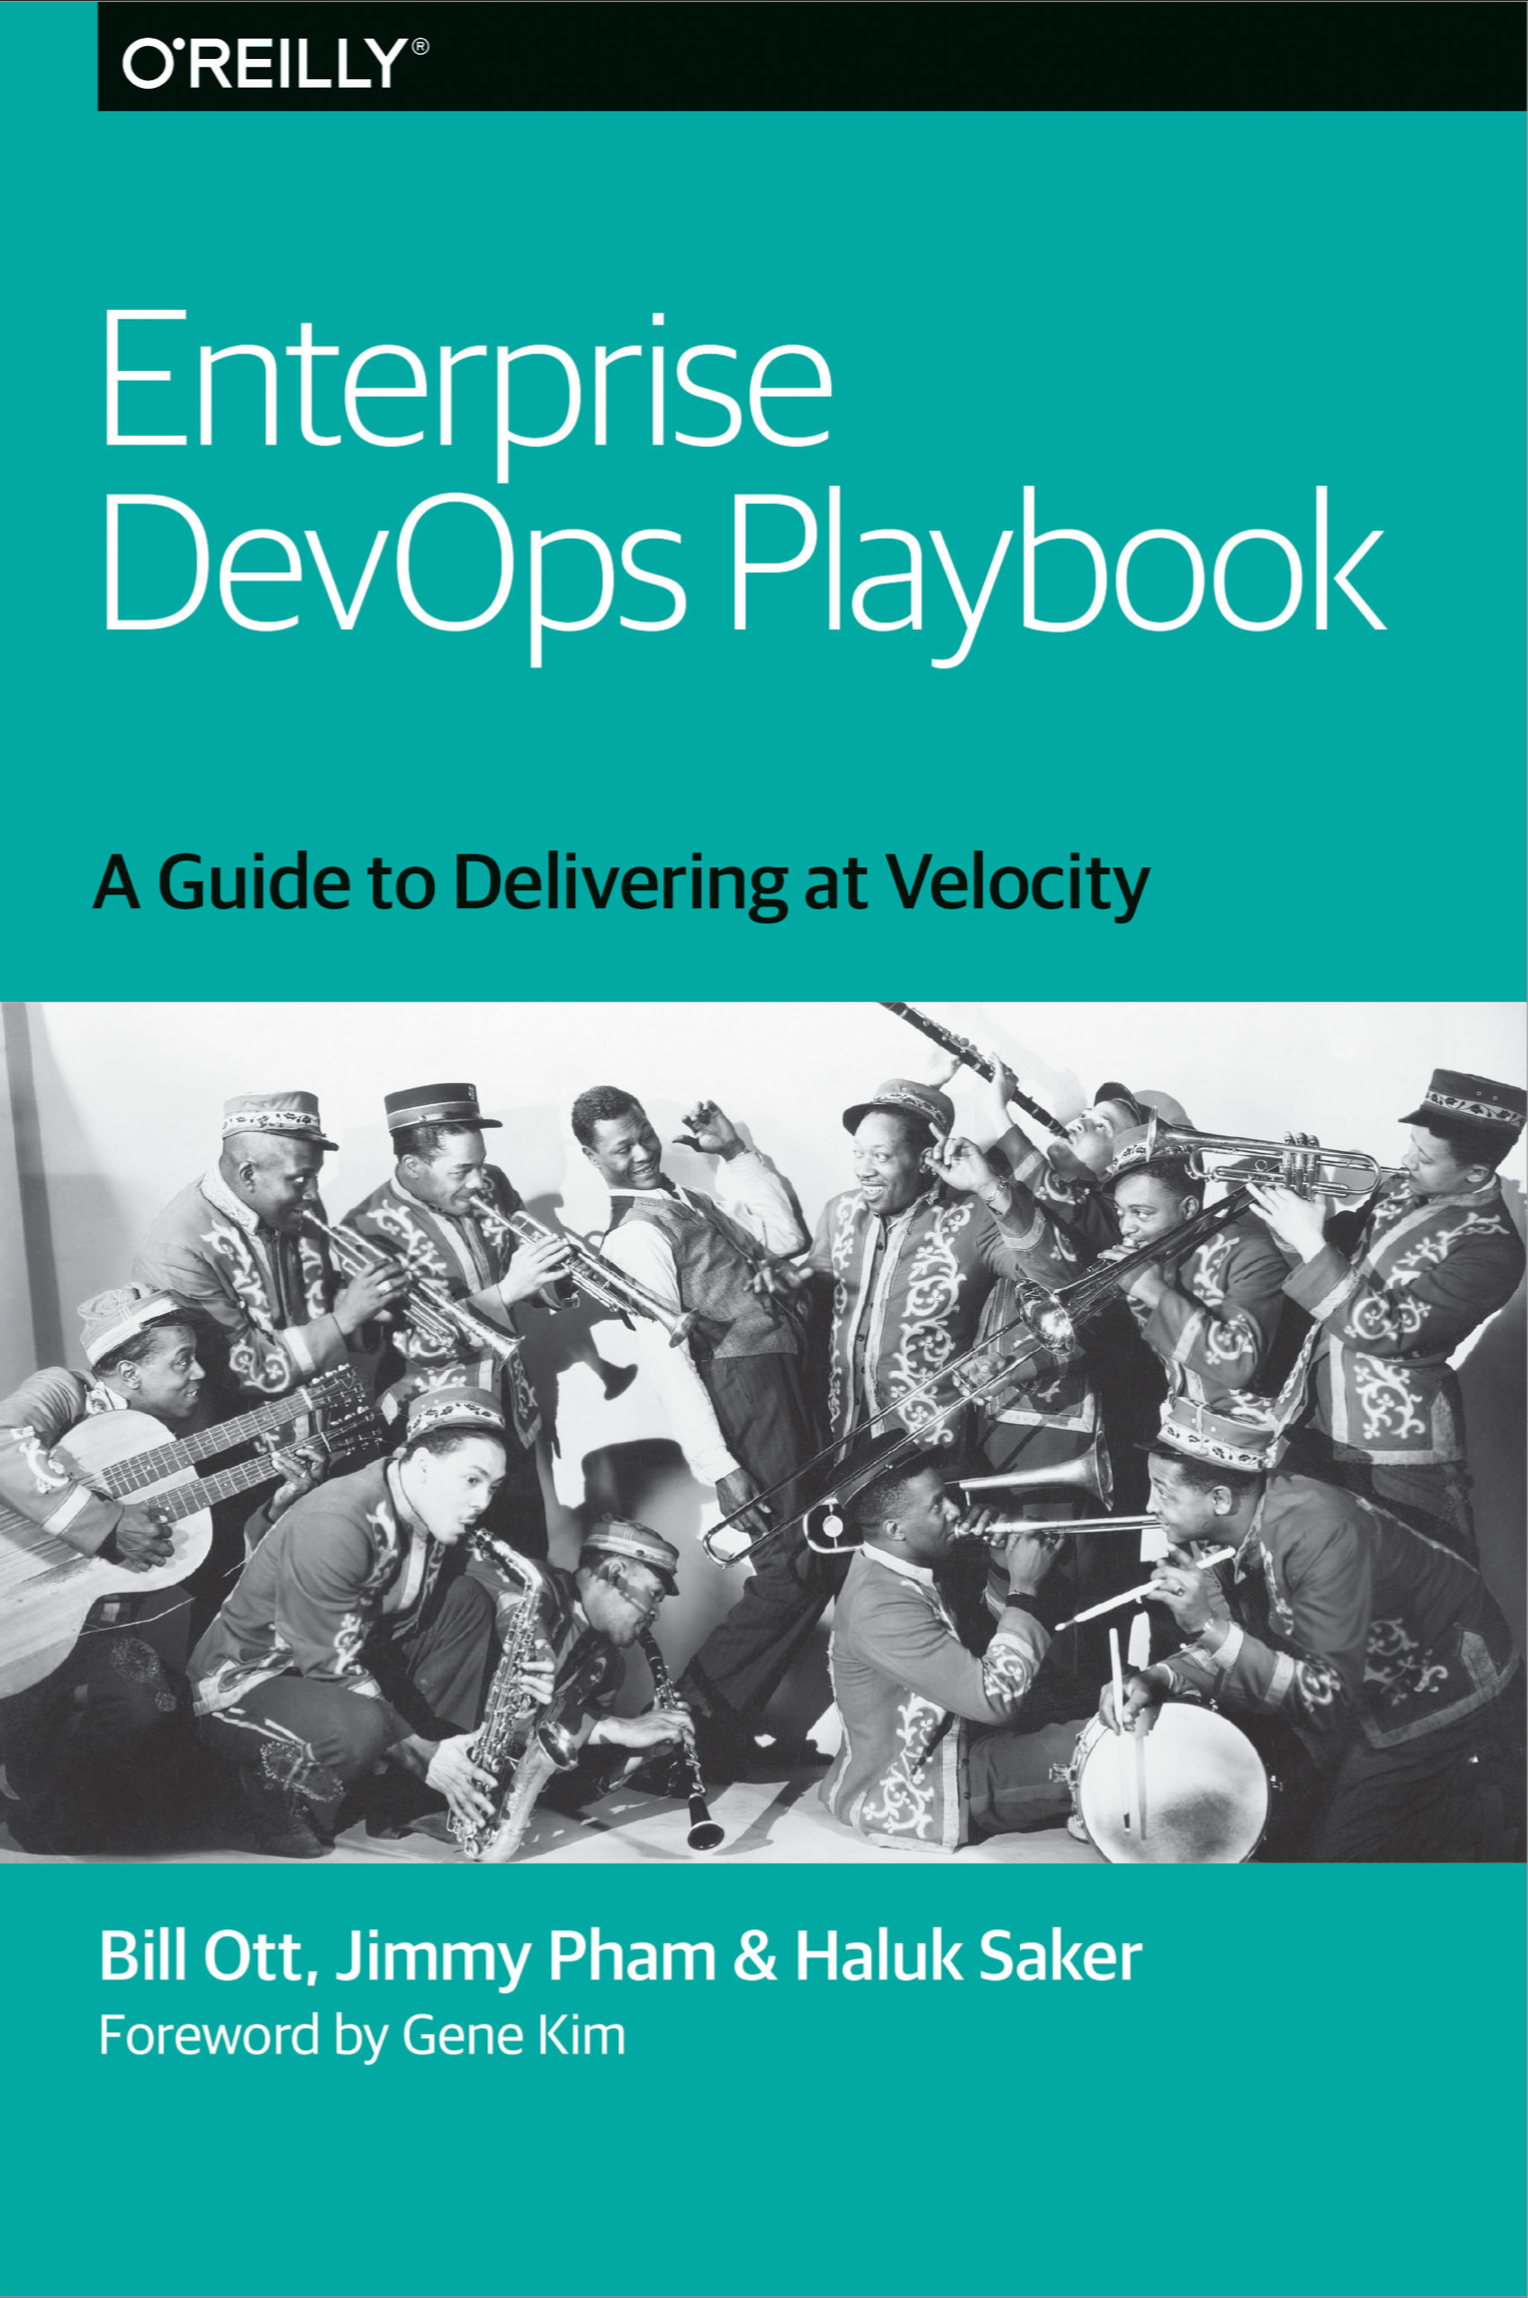 O'REILLY®
Enterprise
DevOps Playbook
A Guide to Delivering at Velocity
Bill Ott, Jimmy Pham & Haluk Saker
Foreword by Gene Kim